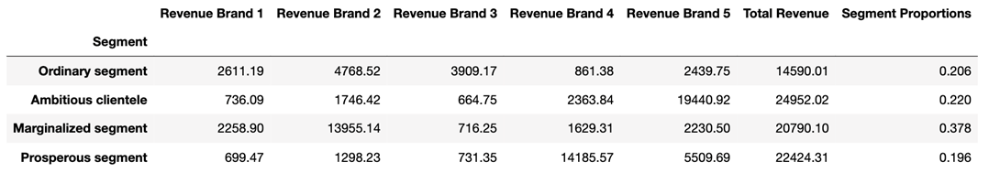 Revenue Brand 1 Revenue Brand 2 Revenue Brand 3 Revenue Brand 4 Revenue Brand 5 Total Revenue Segment Proportions
Segment
Ordinary segment 2611.19 4768.52 3909.17 861.38 2439.75 14590.01 0.206
Ambitious clientele 736.09 1746.42 664.75 2363.84 19440.92 24952.02 0.220
Marginalized segment 2258.90 13955.14 716.25 1629.31 2230.50 20790.10 0.378
Prosperous segment 699.47 1298.23 731.35 14185.57 5509.69 22424.31 0.196